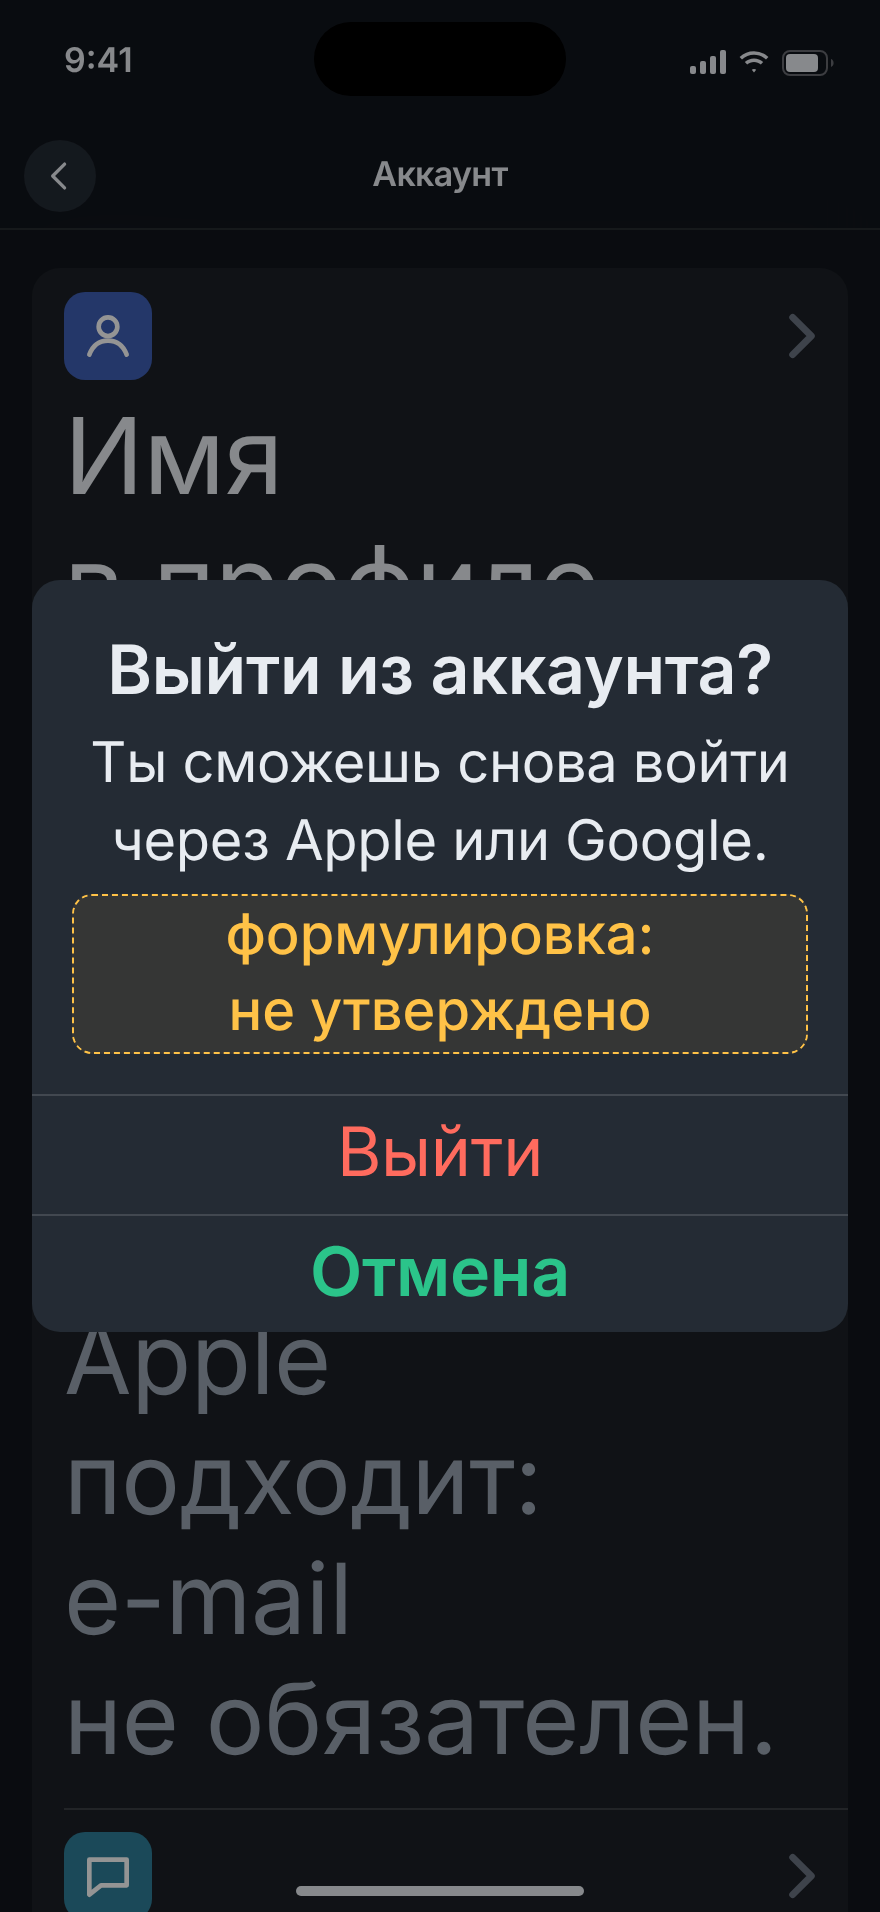 9:41
Аккаунт
Имя
в профиле
Выйти из аккаунта?
Ты сможешь снова войти
через Apple или Google.
формулировка:
не утверждено
Выйти
Отмена
Apple
подходит:
e-mail
не обязателен.